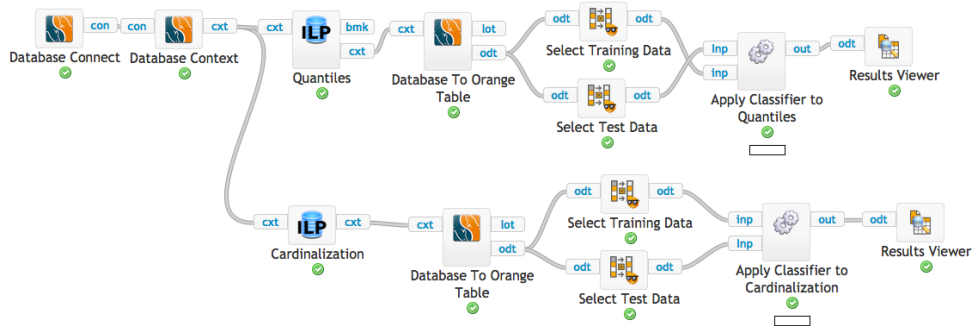 con
con
cxt
Database Connect
Database Context
cxt
ILP
bmk
cxt
Quantiles
cxt
lot
odt
Database To Orange
Table
odt
odt
Select Training Data
odt
odt
Select Test Data
Inp
inp
out
Apply Classifier to
Quantiles
odt
Results Viewer
cxt
ILP
cxt
Cardinalization
cxt
lot
odt
Database To Orange
Table
odt
odt
Select Training Data
odt
odt
Select Test Data
inp
Inp
out
Apply Classifier to
Cardinalization
odt
Results Viewer